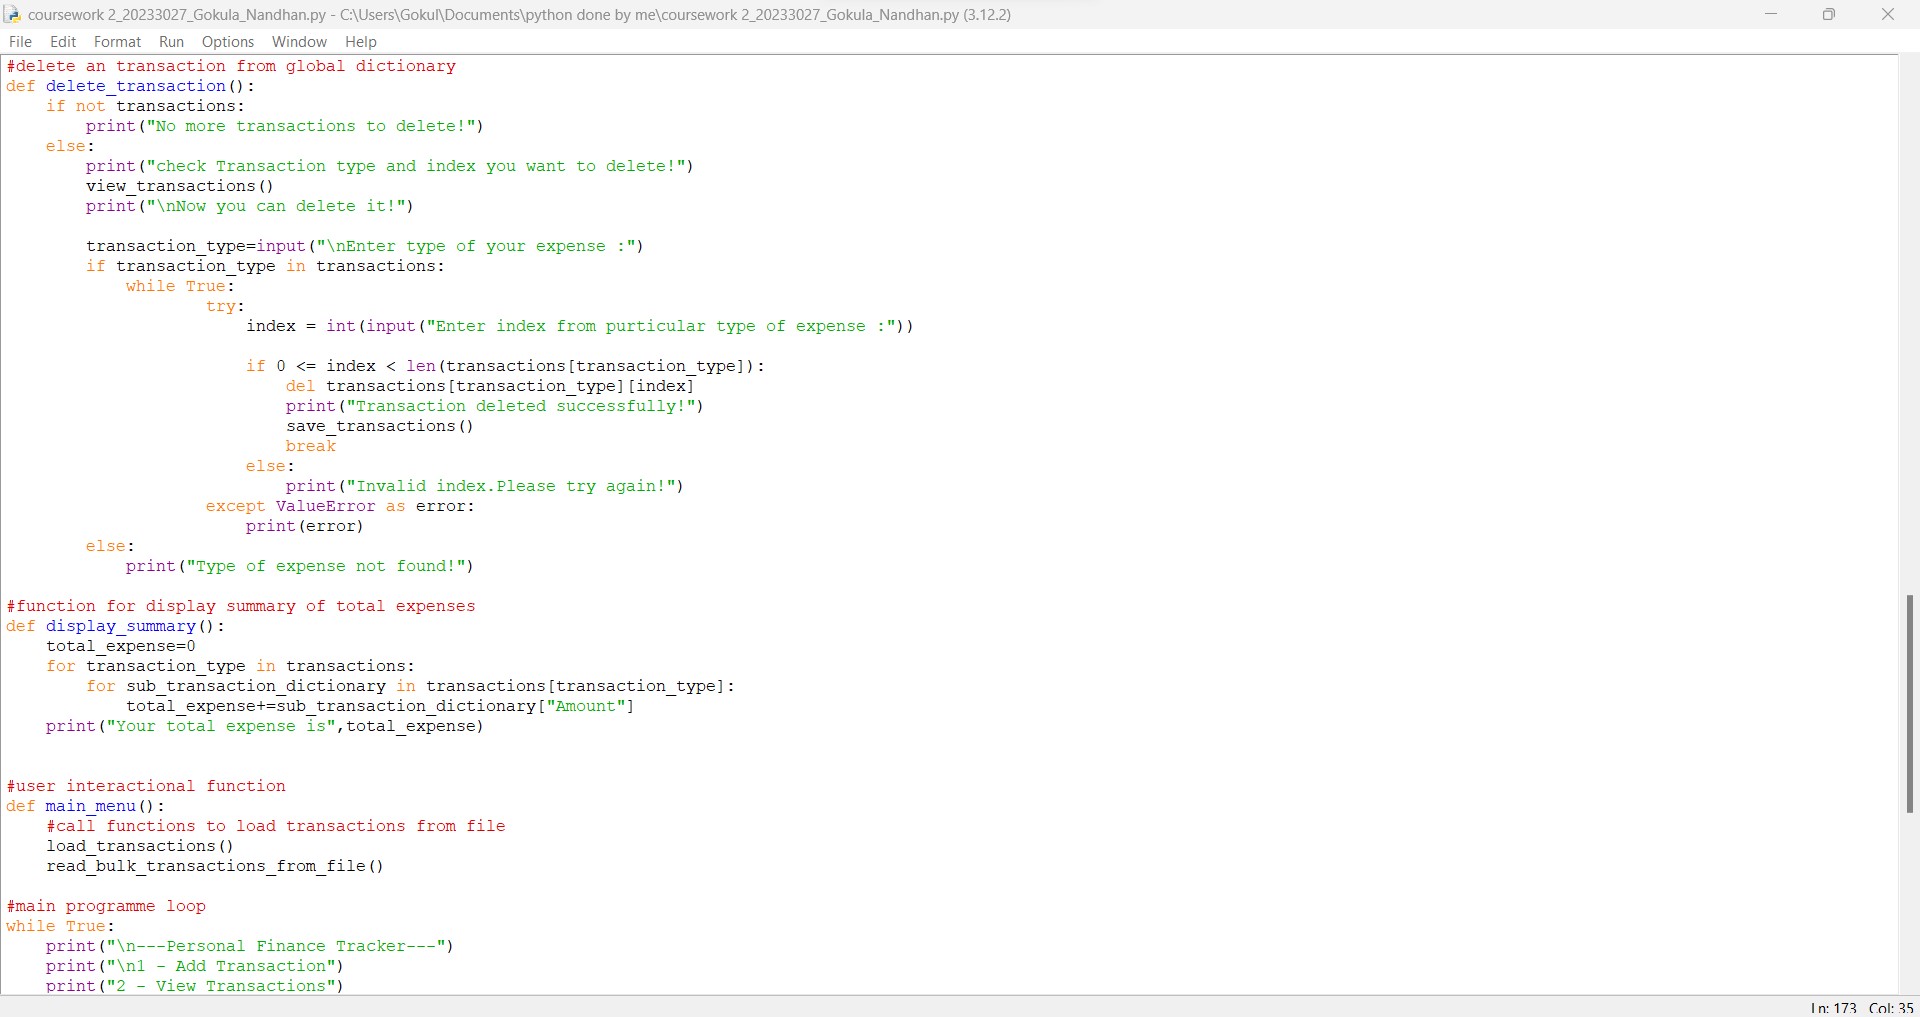 coursework 2_20233027_Gokula_Nandhan.py - C:\Users\Gokul\Documents\python done by me\coursework 2_20233027_Gokula_Nandhan.py (3.12.2)
File Edit Format Run Options Window Help
#delete an transaction from global dictionary
def delete_transaction():
    if not transactions:
        print("No more transactions to delete!")
    else:
        print("check Transaction type and index you want to delete!")
        view_transactions()
        print("\nNow you can delete it!")

        transaction_type=input("\nEnter type of your expense :")
        if transaction_type in transactions:
            while True:
                    try:
                        index = int(input("Enter index from purticular type of expense :"))

                        if 0 <= index < len(transactions[transaction_type]):
                            del transactions[transaction_type][index]
                            print("Transaction deleted successfully!")
                            save_transactions()
                            break
                        else:
                            print("Invalid index.Please try again!")
                    except ValueError as error:
                        print(error)
        else:
            print("Type of expense not found!")

#function for display summary of total expenses
def display_summary():
    total_expense=0
    for transaction_type in transactions:
        for sub_transaction_dictionary in transactions[transaction_type]:
            total_expense+=sub_transaction_dictionary["Amount"]
    print("Your total expense is",total_expense)

#user interactional function
def main_menu():
    #call functions to load transactions from file
    load_transactions()
    read_bulk_transactions_from_file()

#main programme loop
while True:
    print("\n---Personal Finance Tracker---")
    print("\n1 - Add Transaction")
    print("2 - View Transactions")
Ln: 173 Col: 35